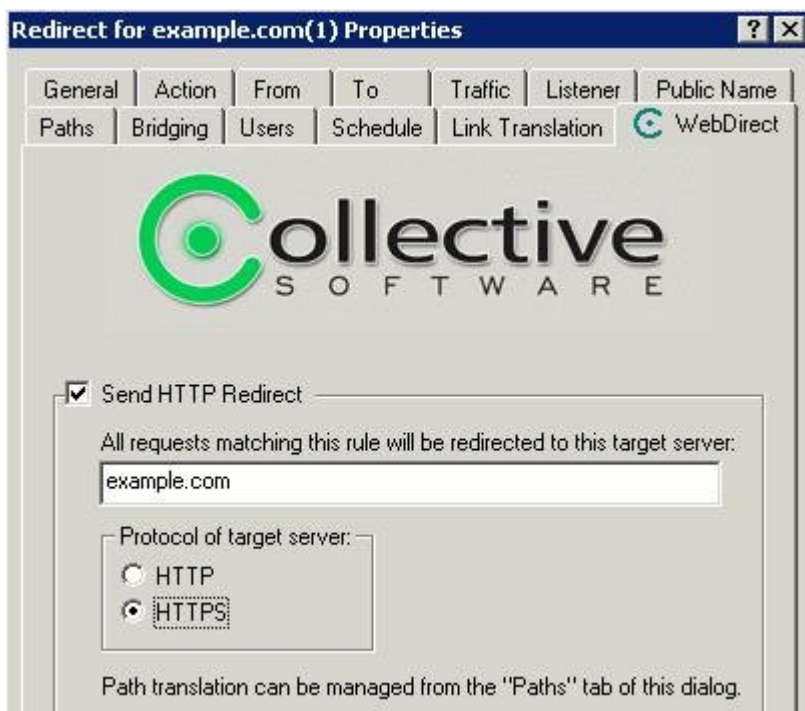 Redirect for example.com(1) Properties
General Action From To Traffic Listener Public Name
Paths Bridging Users Schedule Link Translation WebDirect
Collective
SOFTWARE
Send HTTP Redirect
All requests matching this rule will be redirected to this target server:
example.com
Protocol of target server:
HTTP
HTTPS
Path translation can be managed from the "Paths" tab of this dialog.